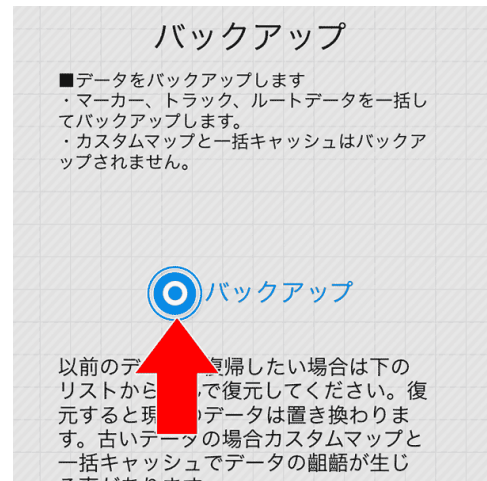 バックアップ
■データをバックアップします
・マーカー、トラック、ルートデータを一括し
てバックアップします。
・カスタムマップと一括キャッシュはバックア
ップされません。
バックアップ
以前のデ 復帰したい場合は下の
リストから んで復元してください。復
元すると現 のデータは置き換わりま
す。古いデータの場合カスタムマップと
一括キャッシュでデータの齟齬が生じ